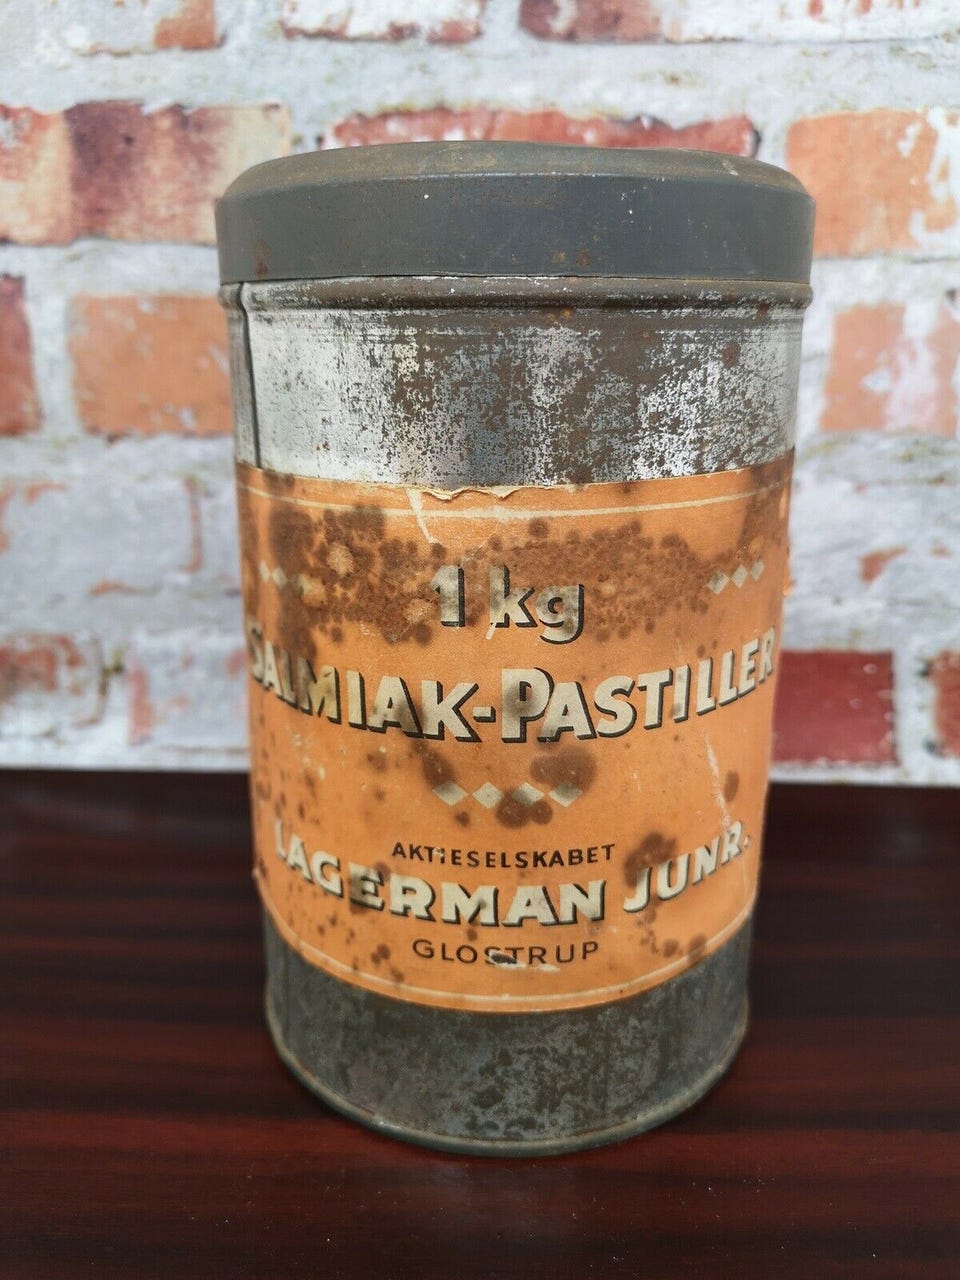 1 kg
SALMIAK-PASTILLER
AKTIESELSKABET
LAGERMAN JUNR.
GLOSTRUP